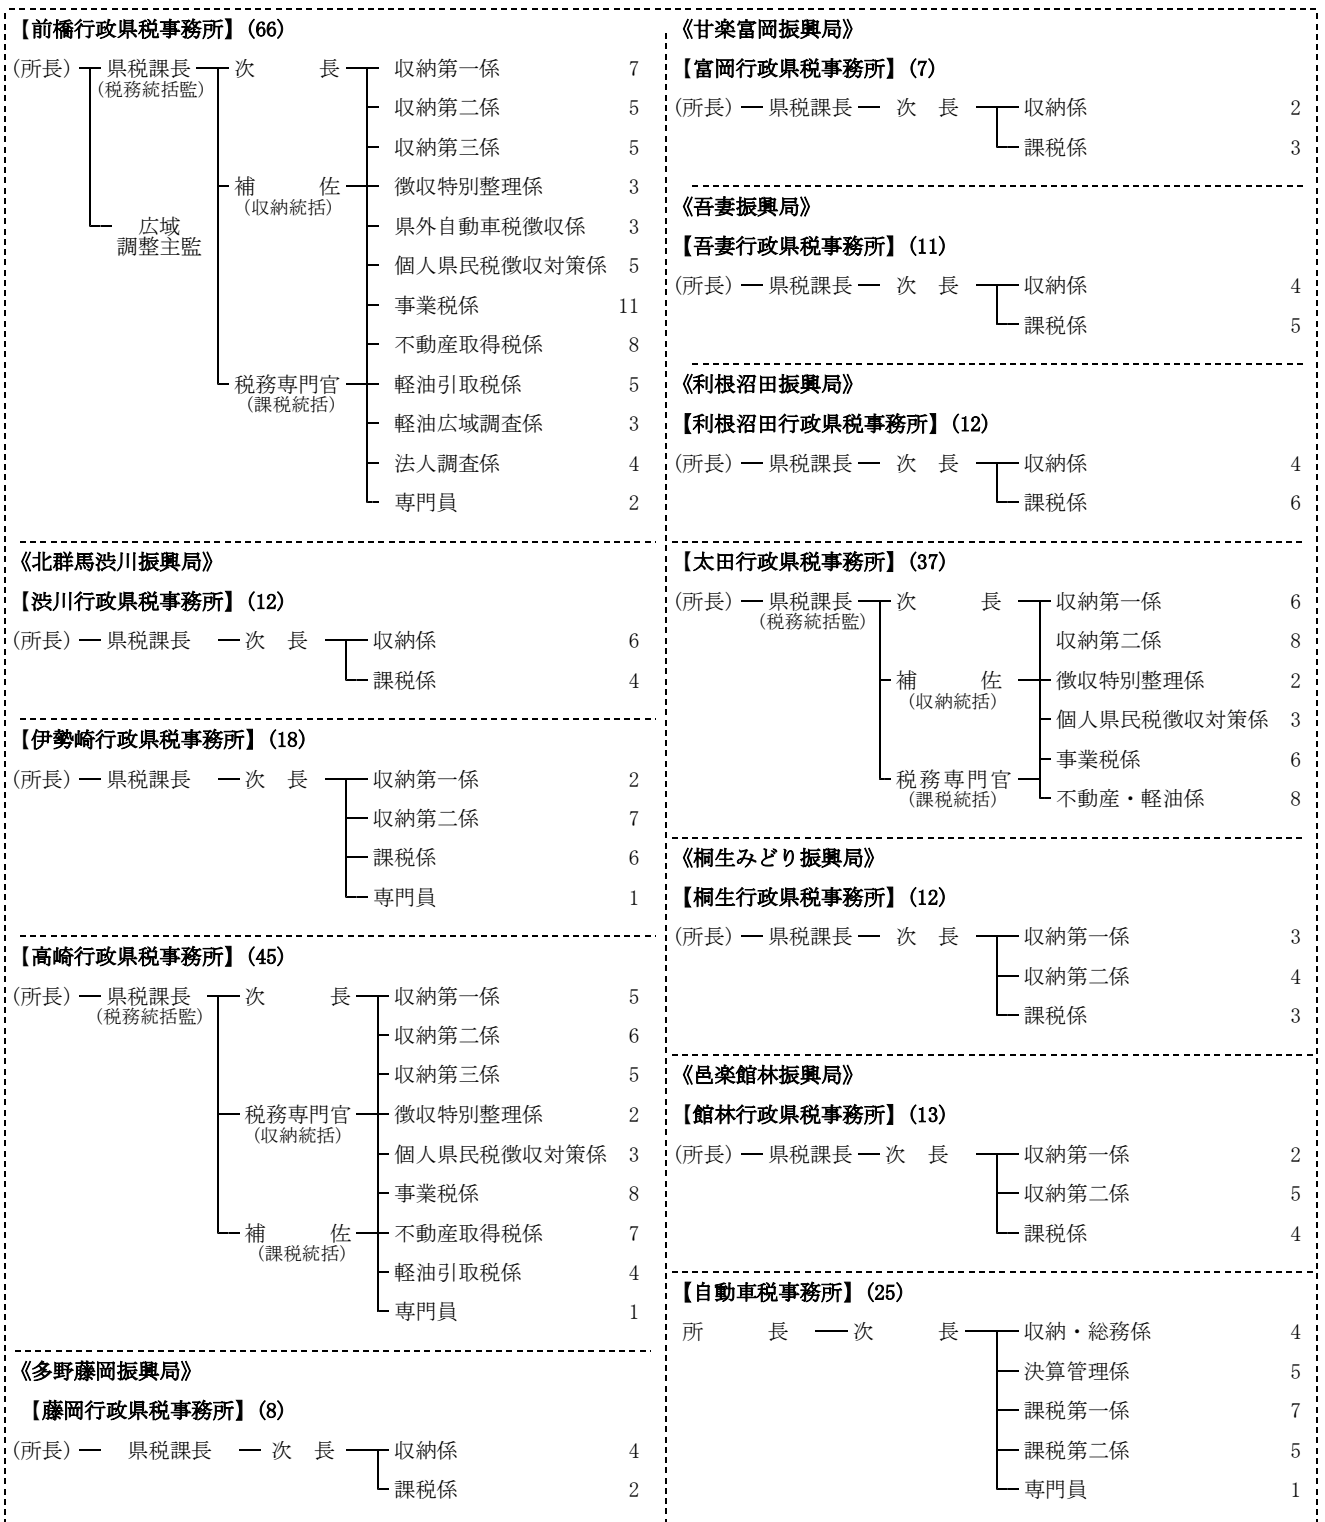 【前橋行政県税事務所】(66)
(所長) 県税課長 次　　　長 収納第一係 7
(税務統括監)
収納第二係 5
収納第三係 5
補　　　佐 徴収特別整理係 3
(収納統括)
広域 県外自動車税徴収係 3
調整主監
個人県民税徴収対策係 5
事業税係 11
不動産取得税係 8
税務専門官 軽油引取税係 5
(課税統括)
軽油広域調査係 3
法人調査係 4
専門員 2
《北群馬渋川振興局》
【渋川行政県税事務所】(12)
(所長) 県税課長 次　長 収納係 6
課税係 4
【伊勢崎行政県税事務所】(18)
(所長) 県税課長 次　長 収納第一係 2
収納第二係 7
課税係 6
専門員 1
【高崎行政県税事務所】(45)
(所長) 県税課長 次　　　長 収納第一係 5
(税務統括監)
収納第二係 6
収納第三係 5
税務専門官 徴収特別整理係 2
(収納統括)
個人県民税徴収対策係 3
事業税係 8
補　　　佐 不動産取得税係 7
(課税統括)
軽油引取税係 4
専門員 1
《多野藤岡振興局》
【藤岡行政県税事務所】(8)
(所長) 県税課長 次　長 収納係 4
課税係 2
《甘楽富岡振興局》
【富岡行政県税事務所】(7)
(所長) 県税課長 次　長 収納係 2
課税係 3
《吾妻振興局》
【吾妻行政県税事務所】(11)
(所長) 県税課長 次　長 収納係 4
課税係 5
《利根沼田振興局》
【利根沼田行政県税事務所】(12)
(所長) 県税課長 次　長 収納係 4
課税係 6
【太田行政県税事務所】(37)
(所長) 県税課長 次　　　長 収納第一係 6
(税務統括監)
収納第二係 8
補　　　佐 徴収特別整理係 2
(収納統括)
個人県民税徴収対策係 3
事業税係 6
税務専門官 不動産・軽油係 8
(課税統括)
《桐生みどり振興局》
【桐生行政県税事務所】(12)
(所長) 県税課長 次　長 収納第一係 3
収納第二係 4
課税係 3
《邑楽館林振興局》
【館林行政県税事務所】(13)
(所長) 県税課長 次　長 収納第一係 2
収納第二係 5
課税係 4
【自動車税事務所】(25)
所　　　長 次　　　長 収納・総務係 4
決算管理係 5
課税第一係 7
課税第二係 5
専門員 1